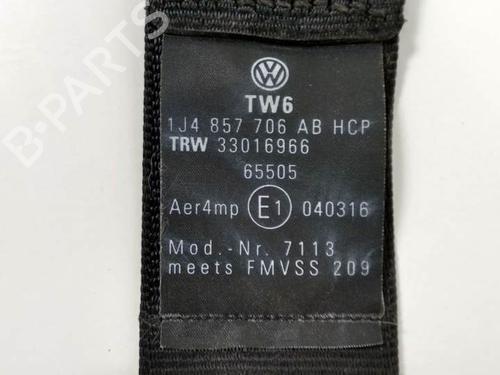 TW6
1J4 857 706 AB HCP
TRW 33016966
65505
Aer4mp E1 040316
Mod.-Nr. 7113
meets FMVSS 209
B-PARTS